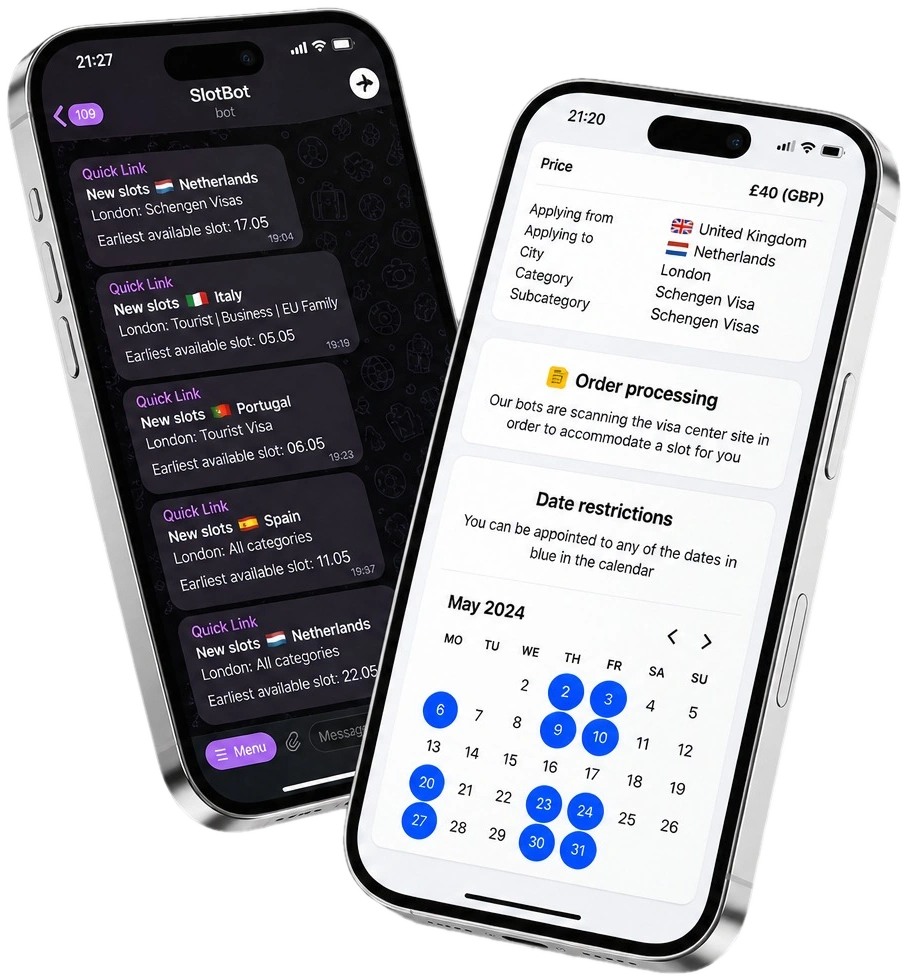 21:27
109
SlotBot
bot
Quick Link
New slots 🇳🇱 Netherlands
London: Schengen Visas
Earliest available slot: 17.05
19:04
Quick Link
New slots 🇮🇹 Italy
London: Tourist | Business | EU Family
Earliest available slot: 05.05
19:19
Quick Link
New slots 🇵🇹 Portugal
London: Tourist Visa
Earliest available slot: 06.05
19:23
Quick Link
New slots 🇪🇸 Spain
London: All categories
Earliest available slot: 11.05
19:37
Quick Link
New slots 🇳🇱 Netherlands
London: All categories
Earliest available slot: 22.05
Menu
Messag
21:20
Price
£40 (GBP)
Applying from 🇬🇧 United Kingdom
Applying to 🇳🇱 Netherlands
City London
Category Schengen Visa
Subcategory Schengen Visas
Order processing
Our bots are scanning the visa center site in
order to accommodate a slot for you
Date restrictions
You can be appointed to any of the dates in
blue in the calendar
May 2024
MO TU WE TH FR SA SU
2 2 3 4 5
6 7 8 9 10 11 12
13 14 15 16 17 18 19
20 21 22 23 24 25 26
27 28 29 30 31